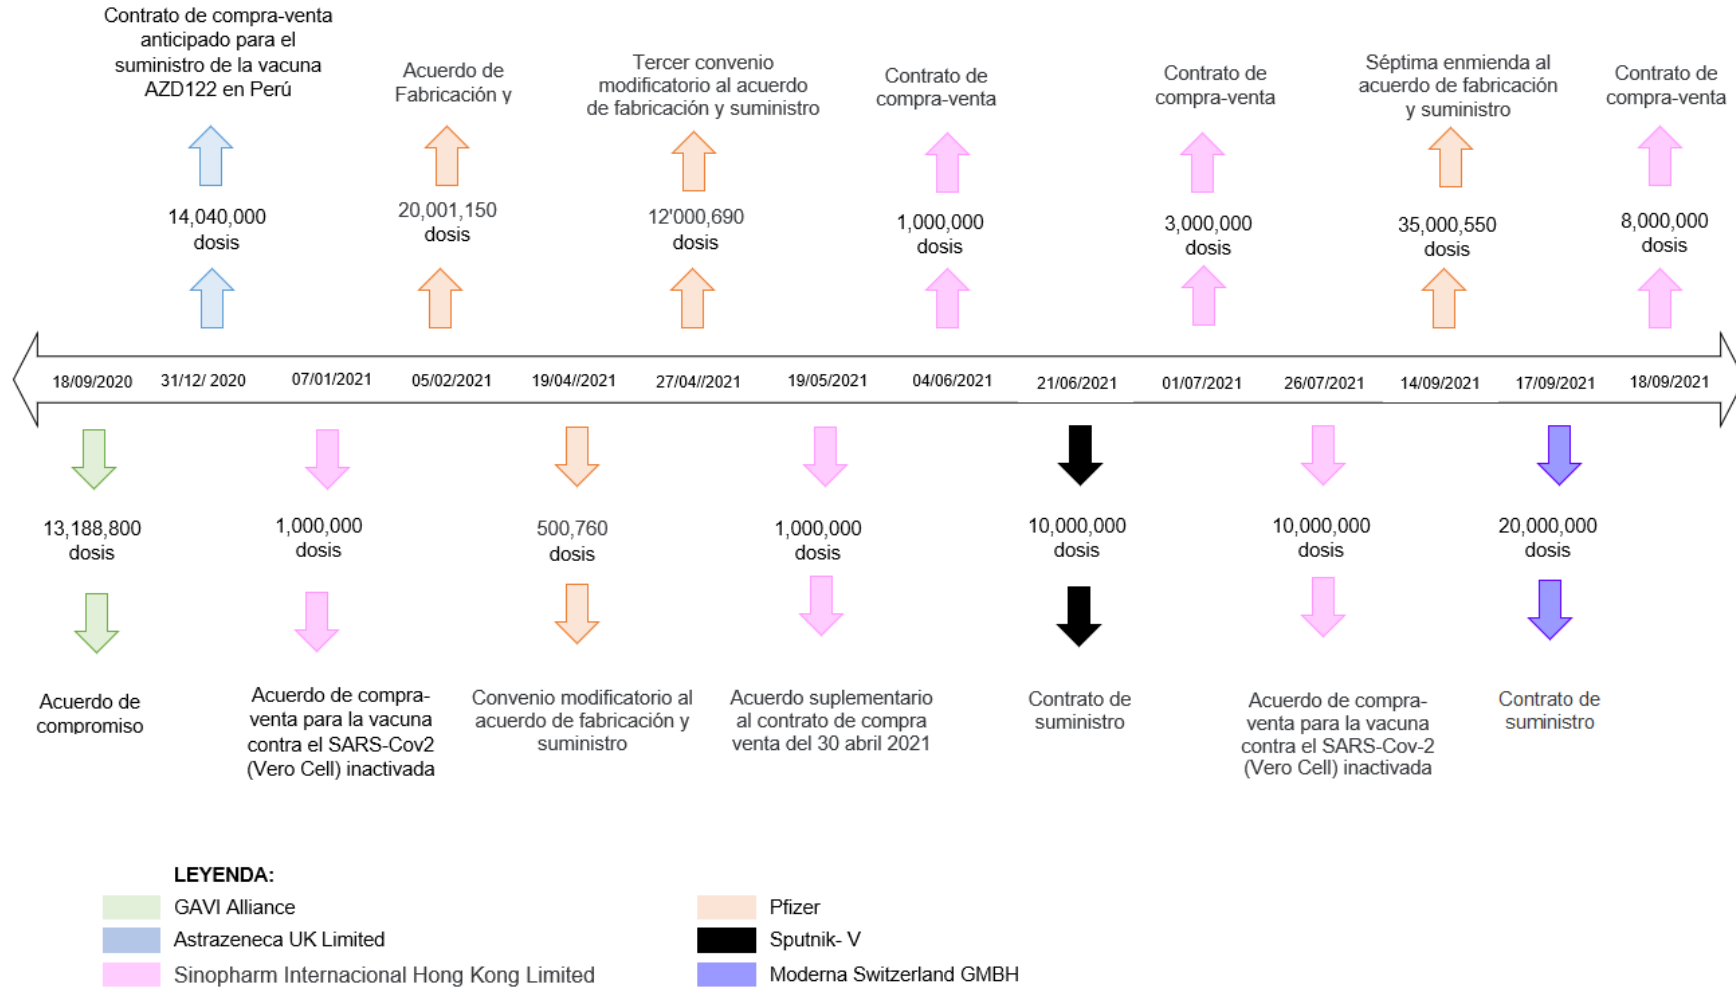 Contrato de compra-venta
anticipado para el
suministro de la vacuna
AZD122 en Perú
Acuerdo de
Fabricación y
Tercer convenio
modificatorio al acuerdo
de fabricación y suministro
Contrato de
compra-venta
Contrato de
compra-venta
Séptima enmienda al
acuerdo de fabricación
y suministro
Contrato de
compra-venta
14,040,000
dosis
20,001,150
dosis
12'000,690
dosis
1,000,000
dosis
3,000,000
dosis
35,000,550
dosis
8,000,000
dosis
18/09/2020
31/12/ 2020
07/01/2021
05/02/2021
19/04//2021
27/04//2021
19/05/2021
04/06/2021
21/06/2021
01/07/2021
26/07/2021
14/09/2021
17/09/2021
18/09/2021
13,188,800
dosis
1,000,000
dosis
500,760
dosis
1,000,000
dosis
10,000,000
dosis
10,000,000
dosis
20,000,000
dosis
Acuerdo de
compromiso
Acuerdo de compra-
venta para la vacuna
contra el SARS-Cov2
(Vero Cell) inactivada
Convenio modificatorio al
acuerdo de fabricación y
suministro
Acuerdo suplementario
al contrato de compra
venta del 30 abril 2021
Contrato de
suministro
Acuerdo de compra-
venta para la vacuna
contra el SARS-Cov-2
(Vero Cell) inactivada
Contrato de
suministro
LEYENDA:
GAVI Alliance
Astrazeneca UK Limited
Sinopharm Internacional Hong Kong Limited
Pfizer
Sputnik- V
Moderna Switzerland GMBH